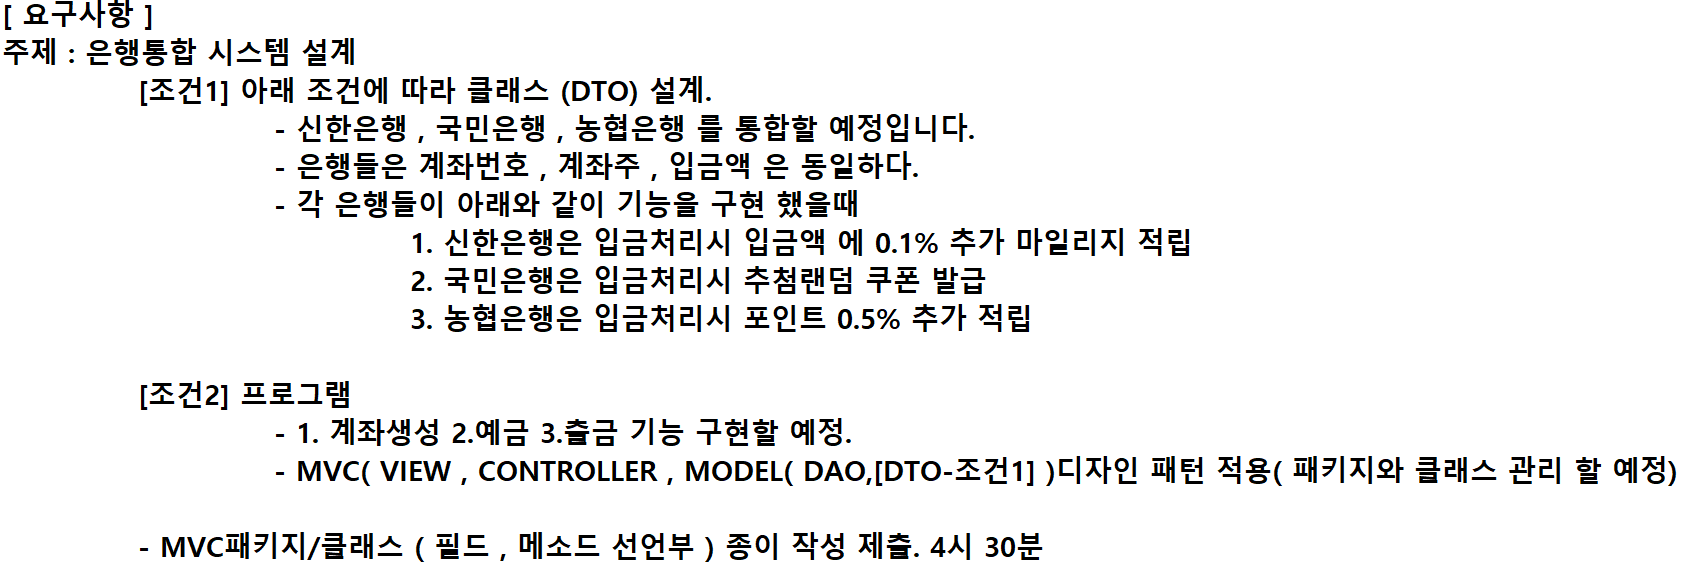 [ 요구사항 ]
주제 : 은행통합 시스템 설계
[조건1] 아래 조건에 따라 클래스 (DTO) 설계.
- 신한은행 , 국민은행 , 농협은행 를 통합할 예정입니다.
- 은행들은 계좌번호 , 계좌주 , 입금액 은 동일하다.
- 각 은행들이 아래와 같이 기능을 구현 했을때
1. 신한은행은 입금처리시 입금액 에 0.1% 추가 마일리지 적립
2. 국민은행은 입금처리시 추첨랜덤 쿠폰 발급
3. 농협은행은 입금처리시 포인트 0.5% 추가 적립
[조건2] 프로그램
- 1. 계좌생성 2.예금 3.출금 기능 구현할 예정.
- MVC( VIEW , CONTROLLER , MODEL( DAO,[DTO-조건1] )디자인 패턴 적용( 패키지와 클래스 관리 할 예정)
- MVC패키지/클래스 ( 필드 , 메소드 선언부 ) 종이 작성 제출. 4시 30분